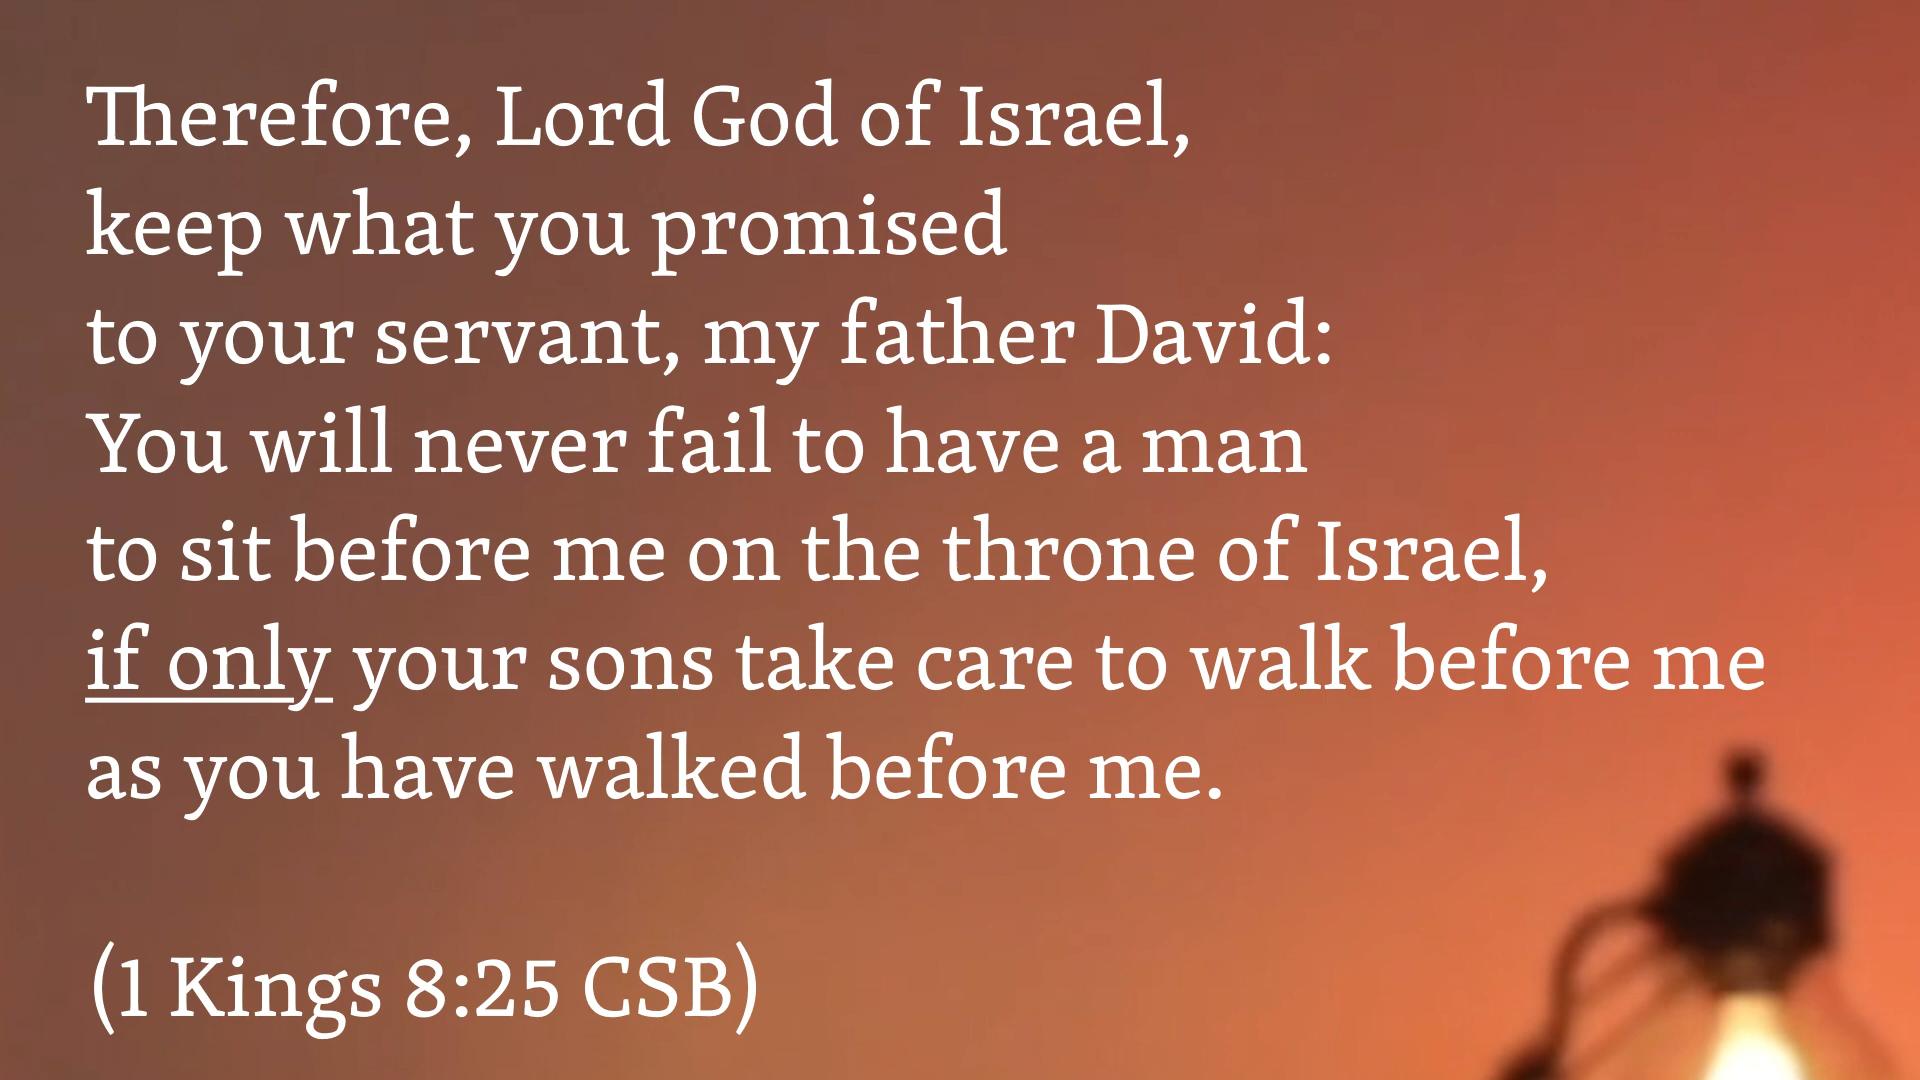 Therefore, Lord God of Israel,
keep what you promised
to your servant, my father David:
You will never fail to have a man
to sit before me on the throne of Israel,
if only your sons take care to walk before me
as you have walked before me.
(1 Kings 8:25 CSB)